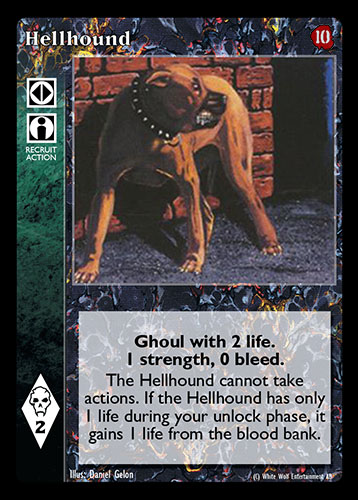 Hellhound
10
RECRUIT
ACTION
Ghoul with 2 life.
1 strength, 0 bleed.
The Hellhound cannot take
actions. If the Hellhound has only
1 life during your unlock phase, it
gains 1 life from the blood bank.
2
Illus: Daniel Gelon
(C) White Wolf Entertainment AB